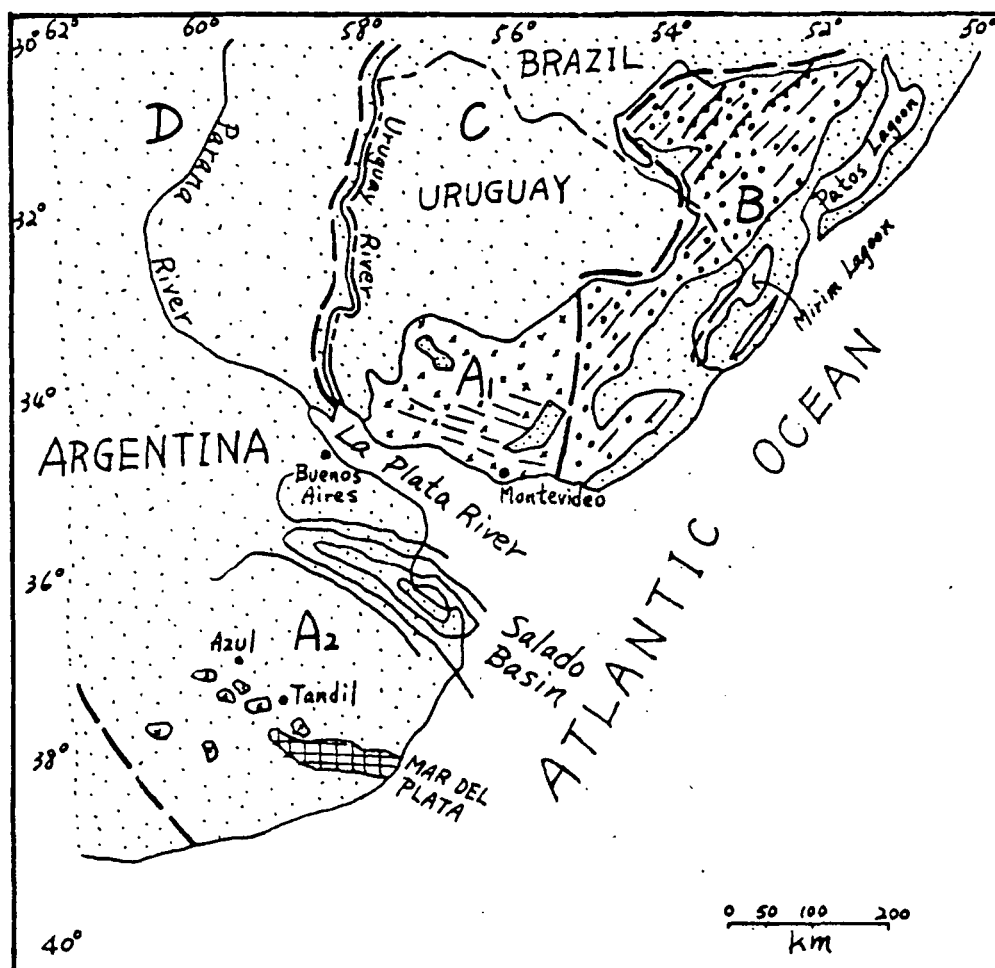 62° 60° 58° 56° 54° 52° 50°
30°
BRAZIL
D
C
Parana
River
Uruguay
River
URUGUAY
B
Patos Lagoon
32°
Mirim Lagoon
A1
34°
ARGENTINA
La Plata River
Buenos
Aires
Montevideo
ATLANTIC OCEAN
36°
A2
Salado
Basin
Azul
Tandil
38°
MAR DEL
PLATA
0 50 100 200
km
40°